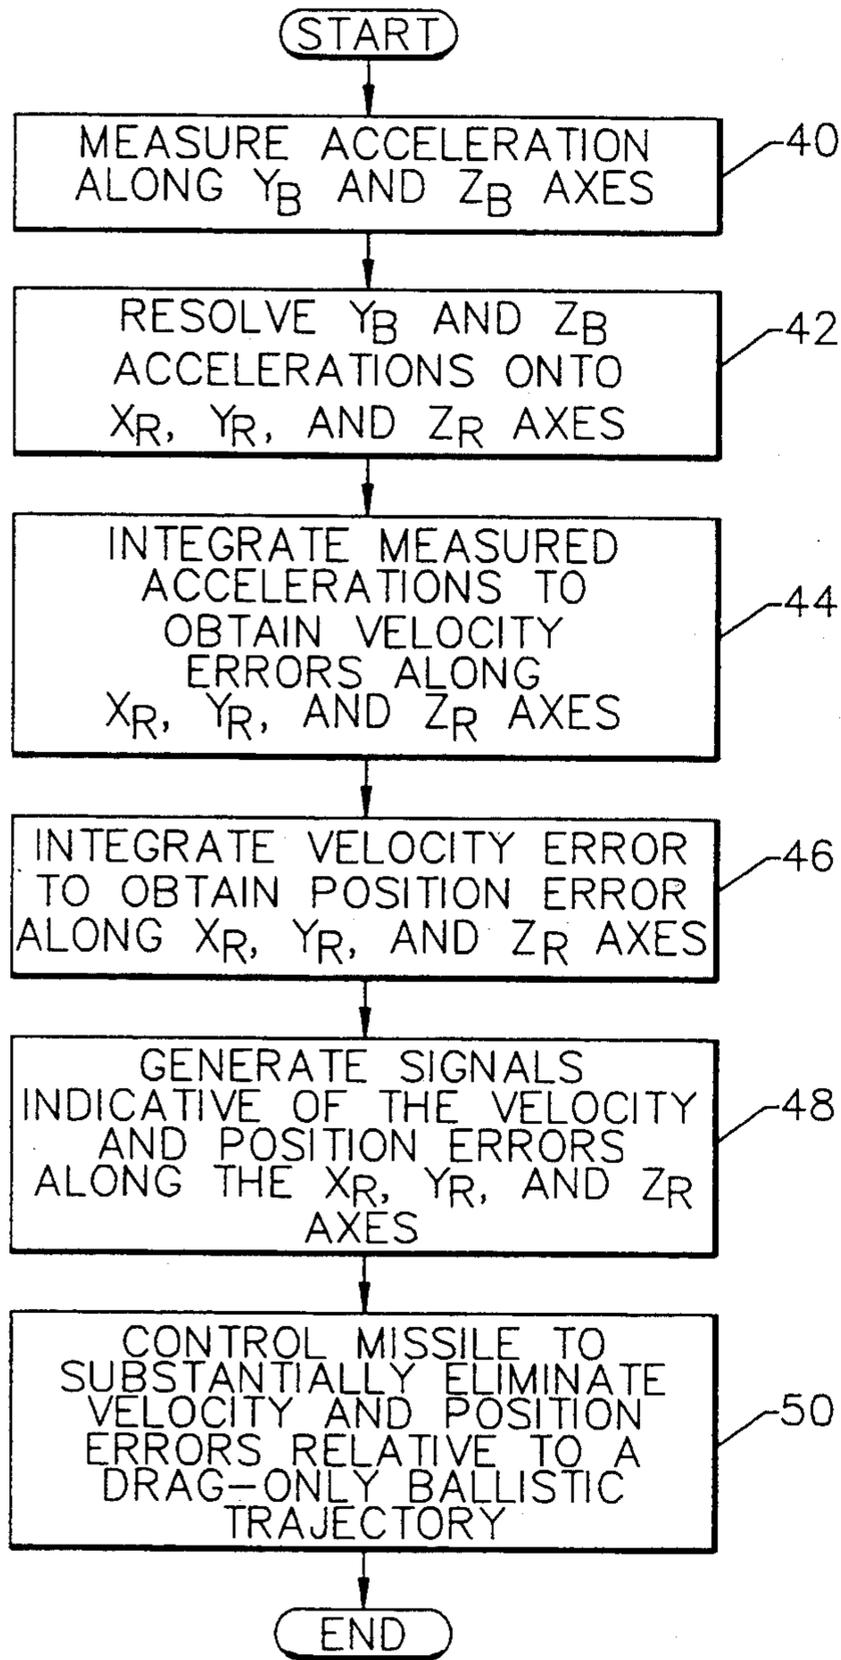 START
MEASURE ACCELERATION
ALONG YB AND ZB AXES
40
RESOLVE YB AND ZB
ACCELERATIONS ONTO
XR, YR, AND ZR AXES
42
INTEGRATE MEASURED
ACCELERATIONS TO
OBTAIN VELOCITY
ERRORS ALONG
XR, YR, AND ZR AXES
44
INTEGRATE VELOCITY ERROR
TO OBTAIN POSITION ERROR
ALONG XR, YR, AND ZR AXES
46
GENERATE SIGNALS
INDICATIVE OF THE VELOCITY
AND POSITION ERRORS
ALONG THE XR, YR, AND ZR
AXES
48
CONTROL MISSILE TO
SUBSTANTIALLY ELIMINATE
VELOCITY AND POSITION
ERRORS RELATIVE TO A
DRAG-ONLY BALLISTIC
TRAJECTORY
50
END